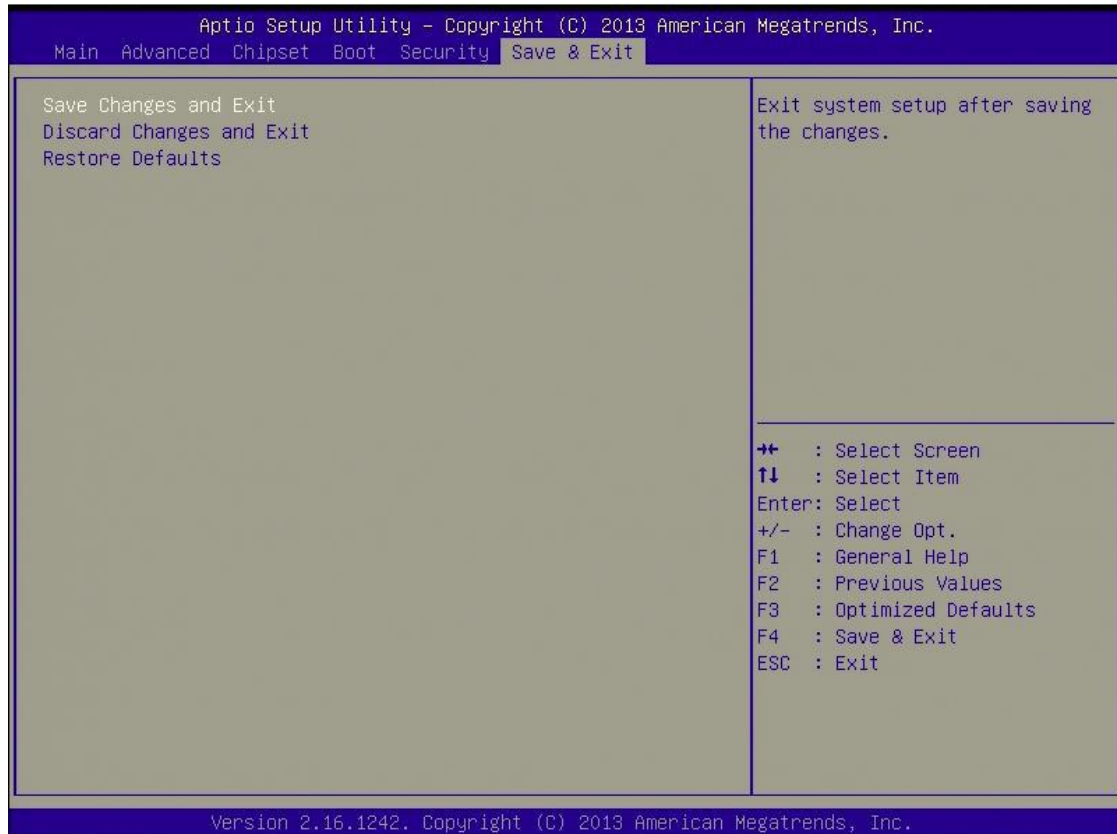 Aptio Setup Utility – Copyright (C) 2013 American Megatrends, Inc.
Main Advanced Chipset Boot Security Save & Exit
Save Changes and Exit
Discard Changes and Exit
Restore Defaults
Exit system setup after saving
the changes.
→← : Select Screen
↑↓ : Select Item
Enter: Select
+/- : Change Opt.
F1 : General Help
F2 : Previous Values
F3 : Optimized Defaults
F4 : Save & Exit
ESC : Exit
Version 2.16.1242. Copyright (C) 2013 American Megatrends, Inc.